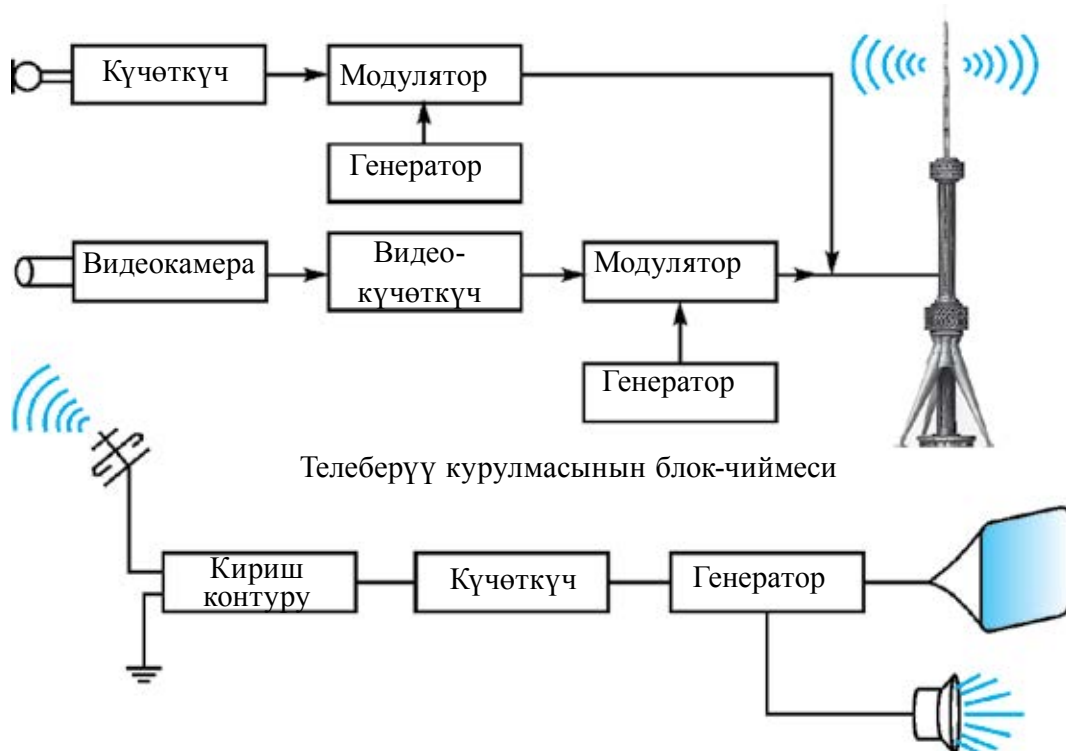 Күчөткүч
Модулятор
Генератор
Видеокамера
Видео-
күчөткүч
Модулятор
Генератор
Телеберүү курулмасынын блок-чиймеси
Кириш
контуру
Күчөткүч
Генератор